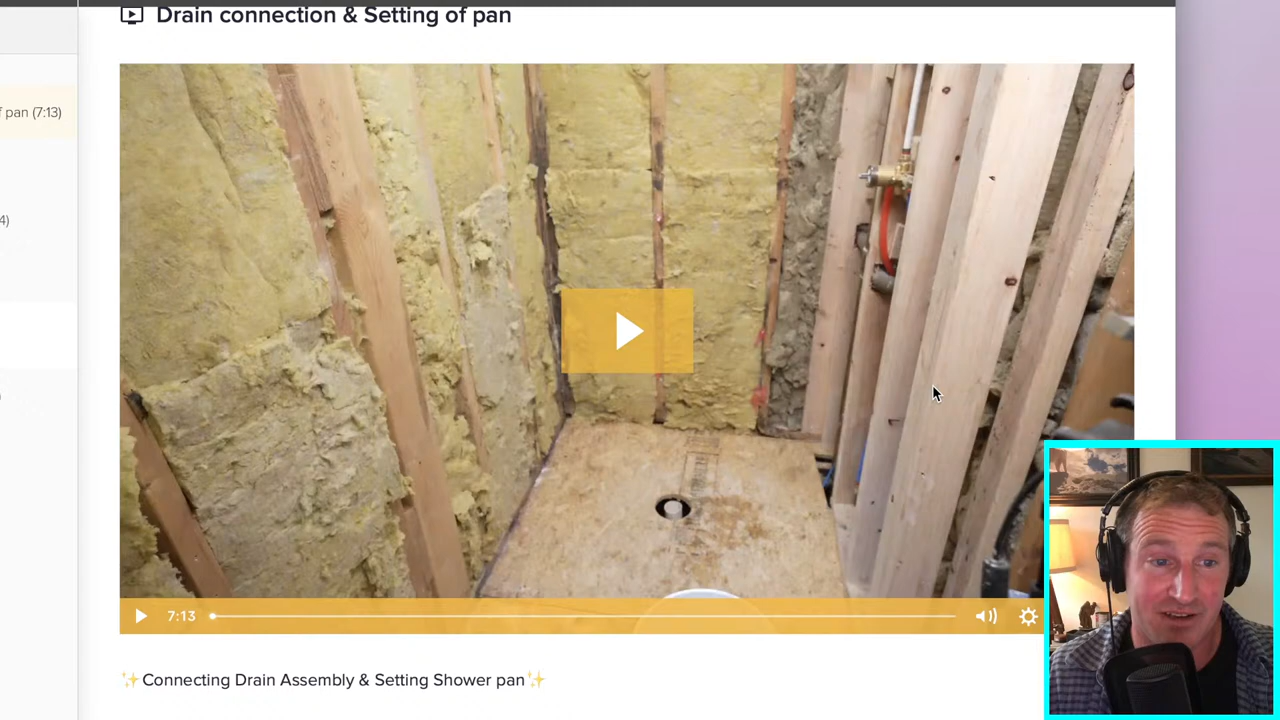 Drain connection & Setting of pan
f pan (7:13)
4)
7:13
✨Connecting Drain Assembly & Setting Shower pan✨